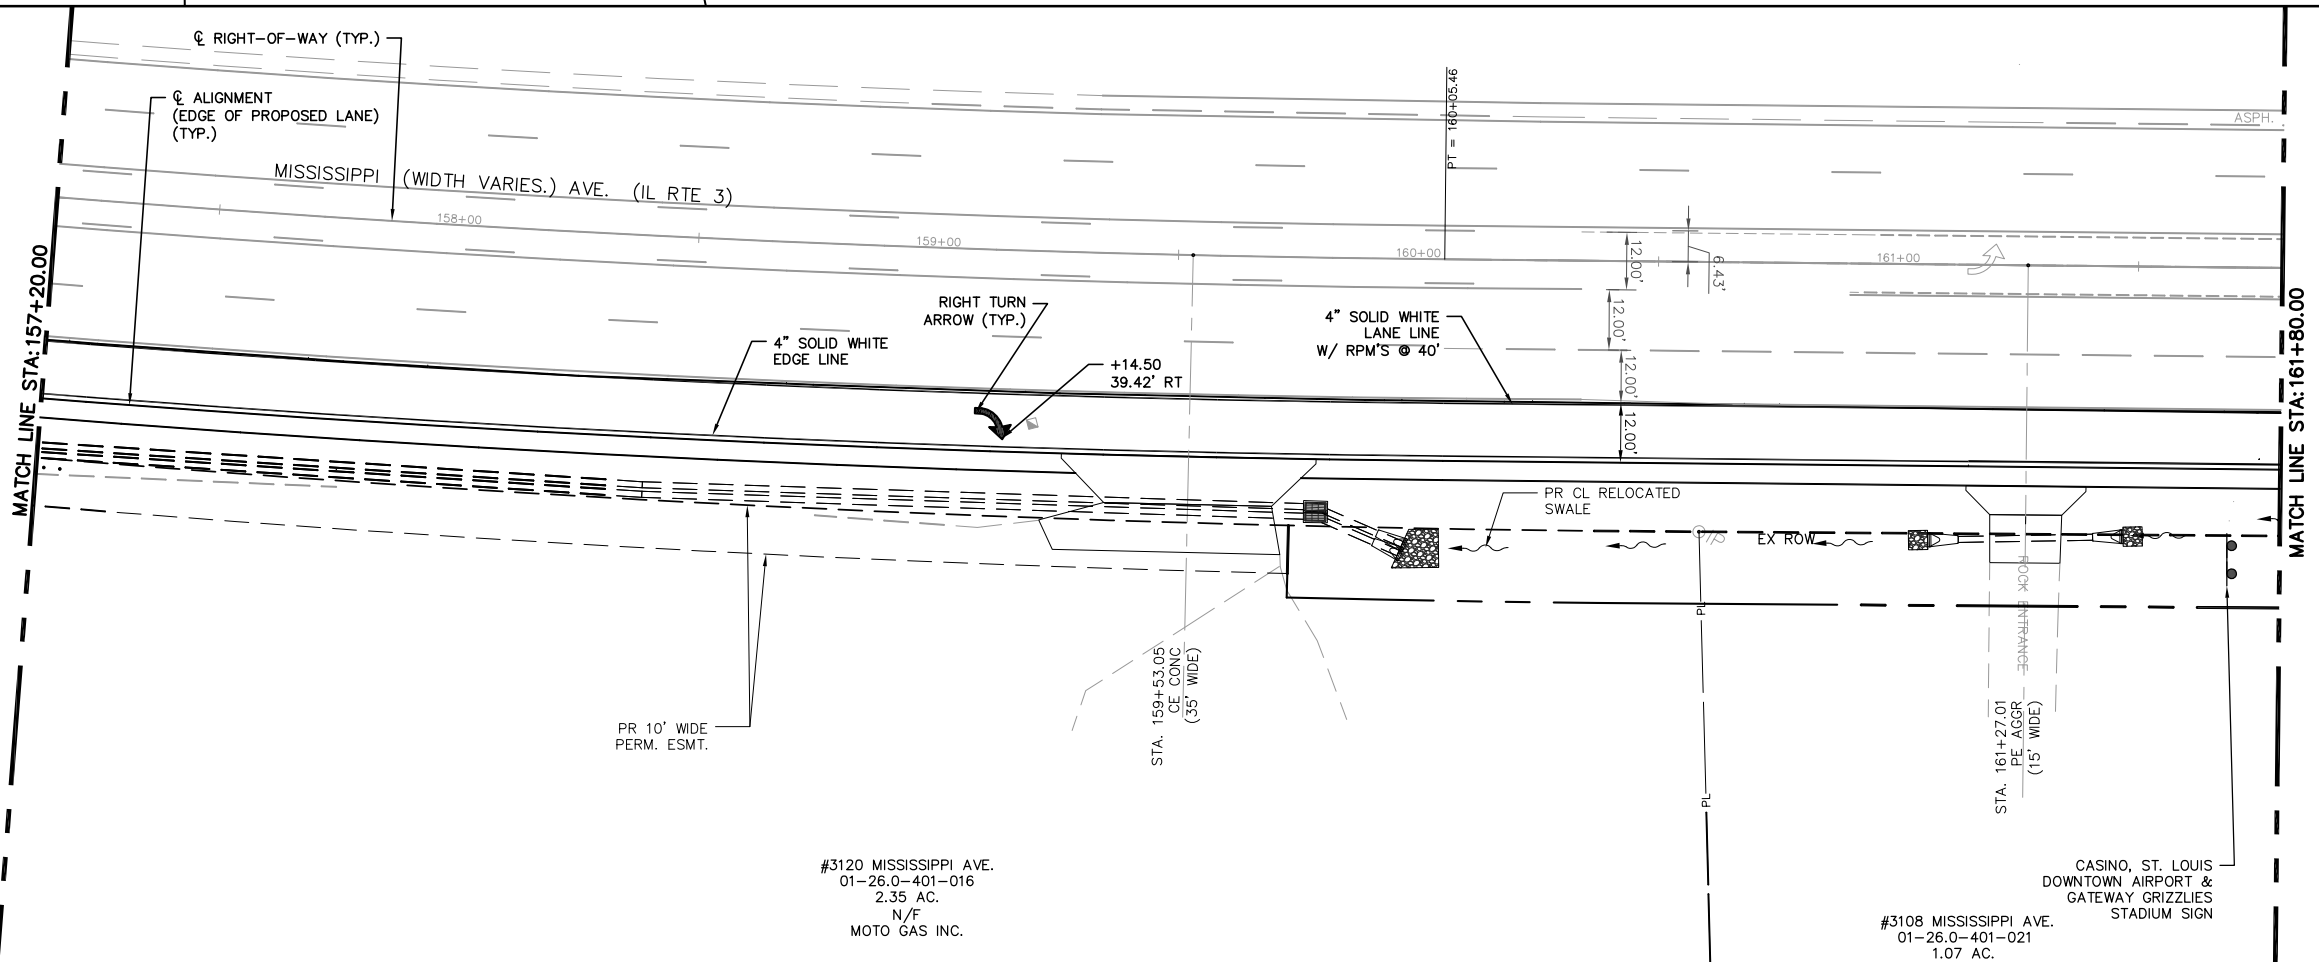 ℄ RIGHT-OF-WAY (TYP.)
℄ ALIGNMENT
(EDGE OF PROPOSED LANE)
(TYP.)
MISSISSIPPI (WIDTH VARIES.) AVE. (IL RTE 3)
PT = 160+05.46
ASPH.
158+00
159+00
160+00
161+00
12.00'
6.43'
12.00'
12.00'
12.00'
MATCH LINE STA:157+20.00
MATCH LINE STA:161+80.00
RIGHT TURN
ARROW (TYP.)
4" SOLID WHITE
EDGE LINE
4" SOLID WHITE
LANE LINE
W/ RPM'S @ 40'
+14.50
39.42' RT
PR CL RELOCATED
SWALE
IP
EX ROW
ROCK ENTRANCE
PL
PL
STA. 159+53.05
CE CONC
(35' WIDE)
STA. 161+27.01
PE AGGR
(15' WIDE)
PR 10' WIDE
PERM. ESMT.
#3120 MISSISSIPPI AVE.
01-26.0-401-016
2.35 AC.
N/F
MOTO GAS INC.
CASINO, ST. LOUIS
DOWNTOWN AIRPORT &
GATEWAY GRIZZLIES
STADIUM SIGN
#3108 MISSISSIPPI AVE.
01-26.0-401-021
1.07 AC.